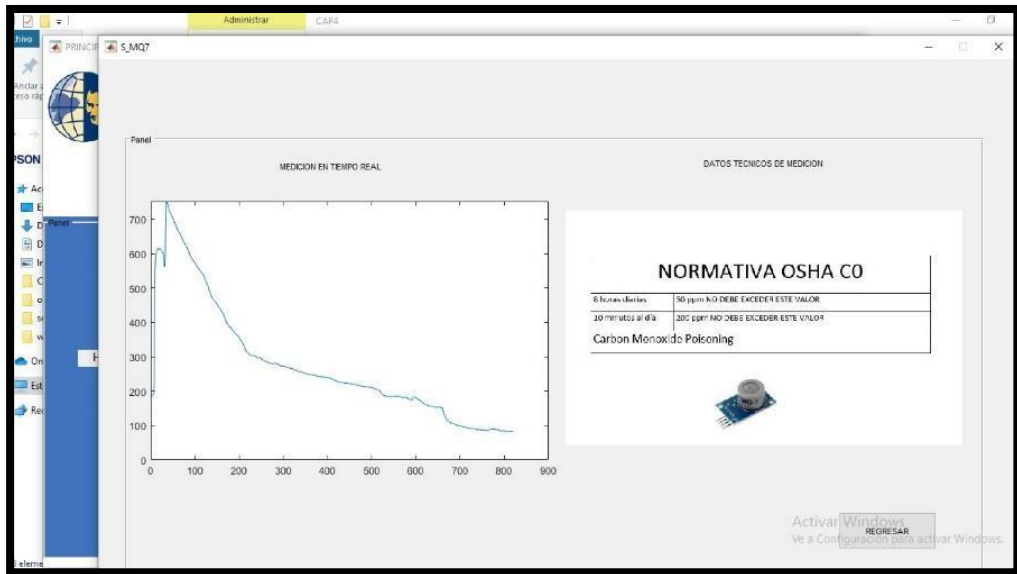 Administrar
CAP4
PRINCIP
S_MQ7
Panel
MEDICION EN TIEMPO REAL
DATOS TECNICOS DE MEDICION
Panel
700
600
500
400
300
200
100
0
0 100 200 300 400 500 600 700 800 900
NORMATIVA OSHA C0
8 horas diarias 50 ppm NO DEBE EXCEDER ESTE VALOR
10 minutos al día 200 ppm NO DEBE EXCEDER ESTE VALOR
Carbon Monoxide Poisoning
MQ-7
REGRESAR
Activar Windows
Ve a Configuración para activar Windows.